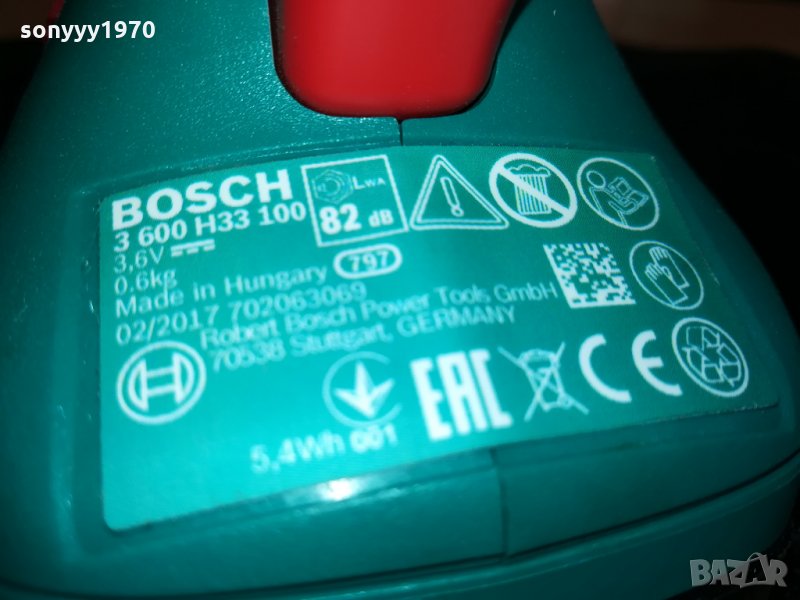 sonyyy1970
BOSCH
3 600 H33 100
3,6V
0.6kg
Made in Hungary 797
02/2017 702063069
Robert Bosch Power Tools GmbH
70538 Stuttgart, GERMANY
LWA
82 dB
5,4Wh 001
EAC
CE
BAZAR